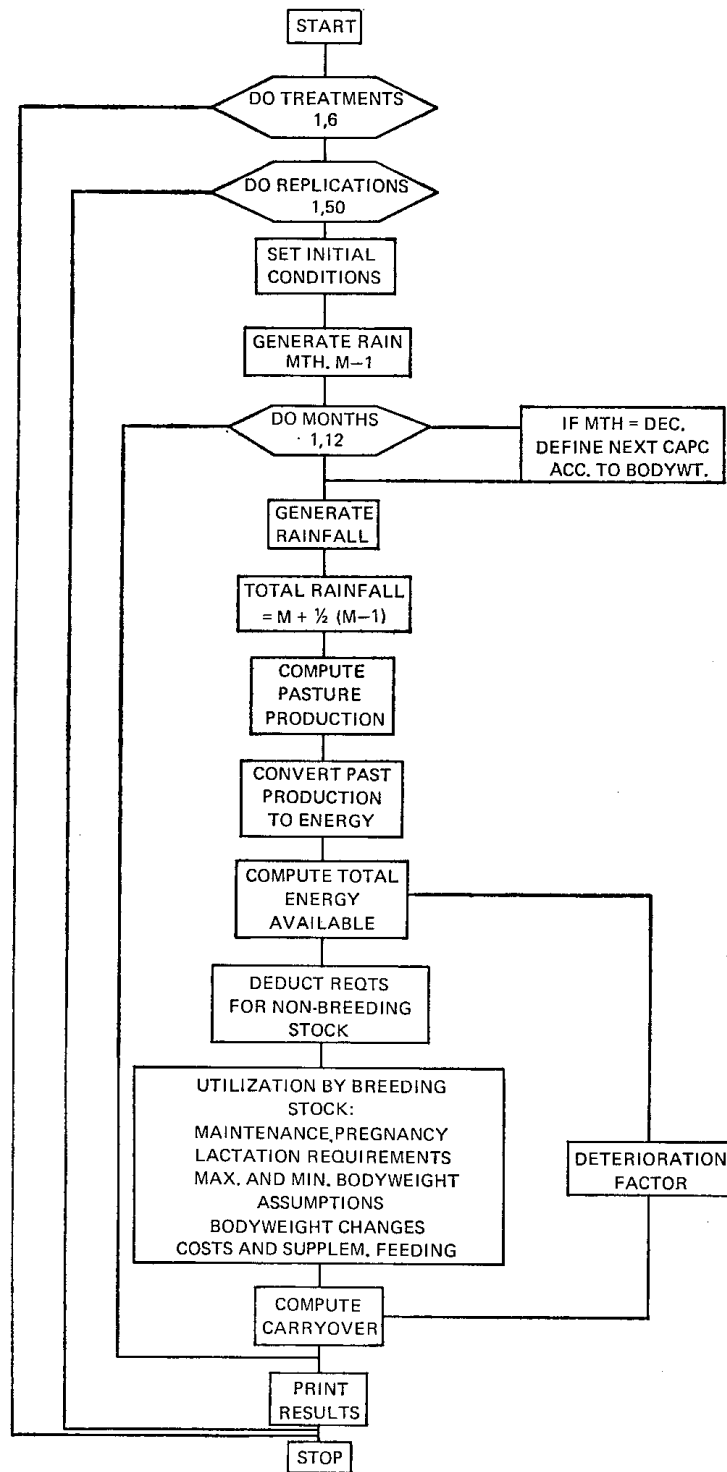 START
DO TREATMENTS
1,6
DO REPLICATIONS
1,50
SET INITIAL
CONDITIONS
GENERATE RAIN
MTH. M−1
DO MONTHS
1,12
IF MTH = DEC.
DEFINE NEXT CAPC
ACC. TO BODYWT.
GENERATE
RAINFALL
TOTAL RAINFALL
= M + ½ (M−1)
COMPUTE
PASTURE
PRODUCTION
CONVERT PAST
PRODUCTION
TO ENERGY
COMPUTE TOTAL
ENERGY
AVAILABLE
DEDUCT REQTS
FOR NON-BREEDING
STOCK
UTILIZATION BY BREEDING
STOCK:
MAINTENANCE, PREGNANCY
LACTATION REQUIREMENTS
MAX. AND MIN. BODYWEIGHT
ASSUMPTIONS
BODYWEIGHT CHANGES
COSTS AND SUPPLEM. FEEDING
DETERIORATION
FACTOR
COMPUTE
CARRYOVER
PRINT
RESULTS
STOP